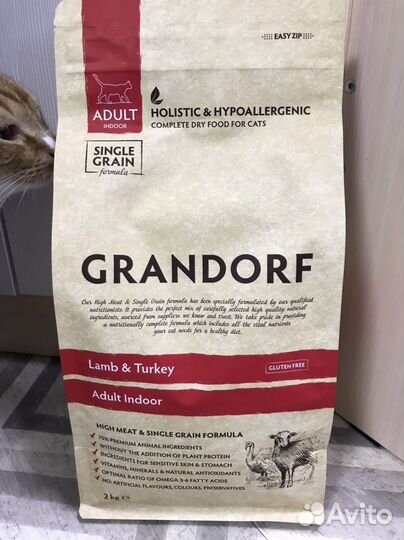 EASY ZIP
ADULT
INDOOR
HOLISTIC & HYPOALLERGENIC
COMPLETE DRY FOOD FOR CATS
SINGLE
GRAIN
formula
GRANDORF
Our High Meat & Single Grain formula has been specially formulated by our qualified
nutritionists. It provides the perfect mix of carefully selected high quality natural
ingredients, sourced from suppliers we know and trust. We take pride in providing
a nutritionally complete formula which includes all the vital nutrients
your cat needs for a healthy diet.
Lamb & Turkey
GLUTEN FREE
Adult Indoor
HIGH MEAT & SINGLE GRAIN FORMULA
70% PREMIUM ANIMAL INGREDIENTS
WITHOUT THE ADDITION OF PLANT PROTEIN
INGREDIENTS FOR SENSITIVE SKIN & STOMACH
VITAMINS, MINERALS & NATURAL ANTIOXIDANTS
OPTIMAL RATIO OF OMEGA 3-6 FATTY ACIDS
NO: ARTIFICIAL FLAVOURS, COLOURS, PRESERVATIVES
2 kg ℮
Avito